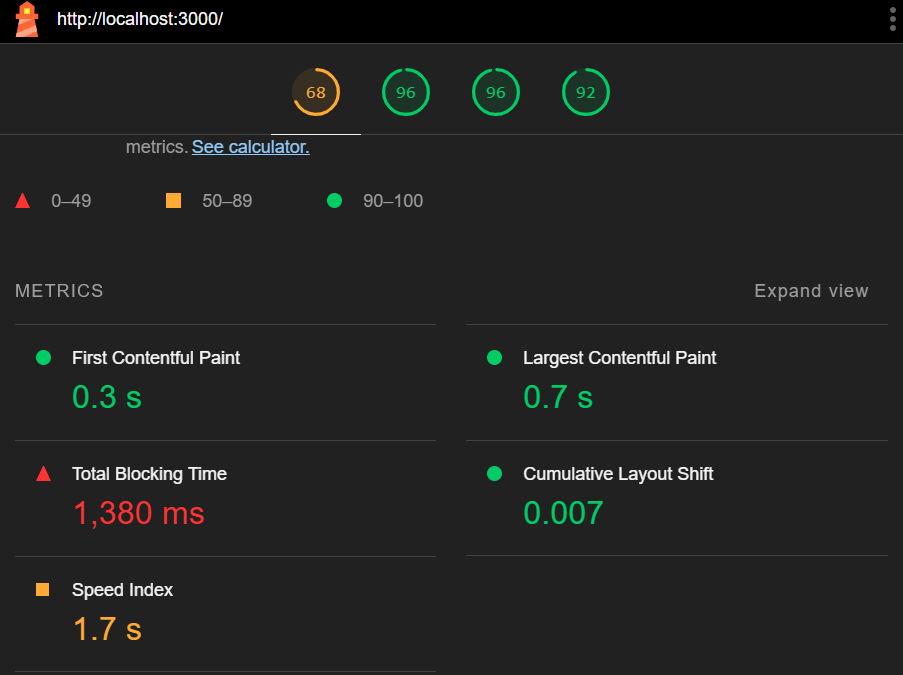 http://localhost:3000/
68 96 96 92
metrics. See calculator.
0–49 50–89 90–100
METRICS Expand view
First Contentful Paint
0.3 s
Largest Contentful Paint
0.7 s
Total Blocking Time
1,380 ms
Cumulative Layout Shift
0.007
Speed Index
1.7 s